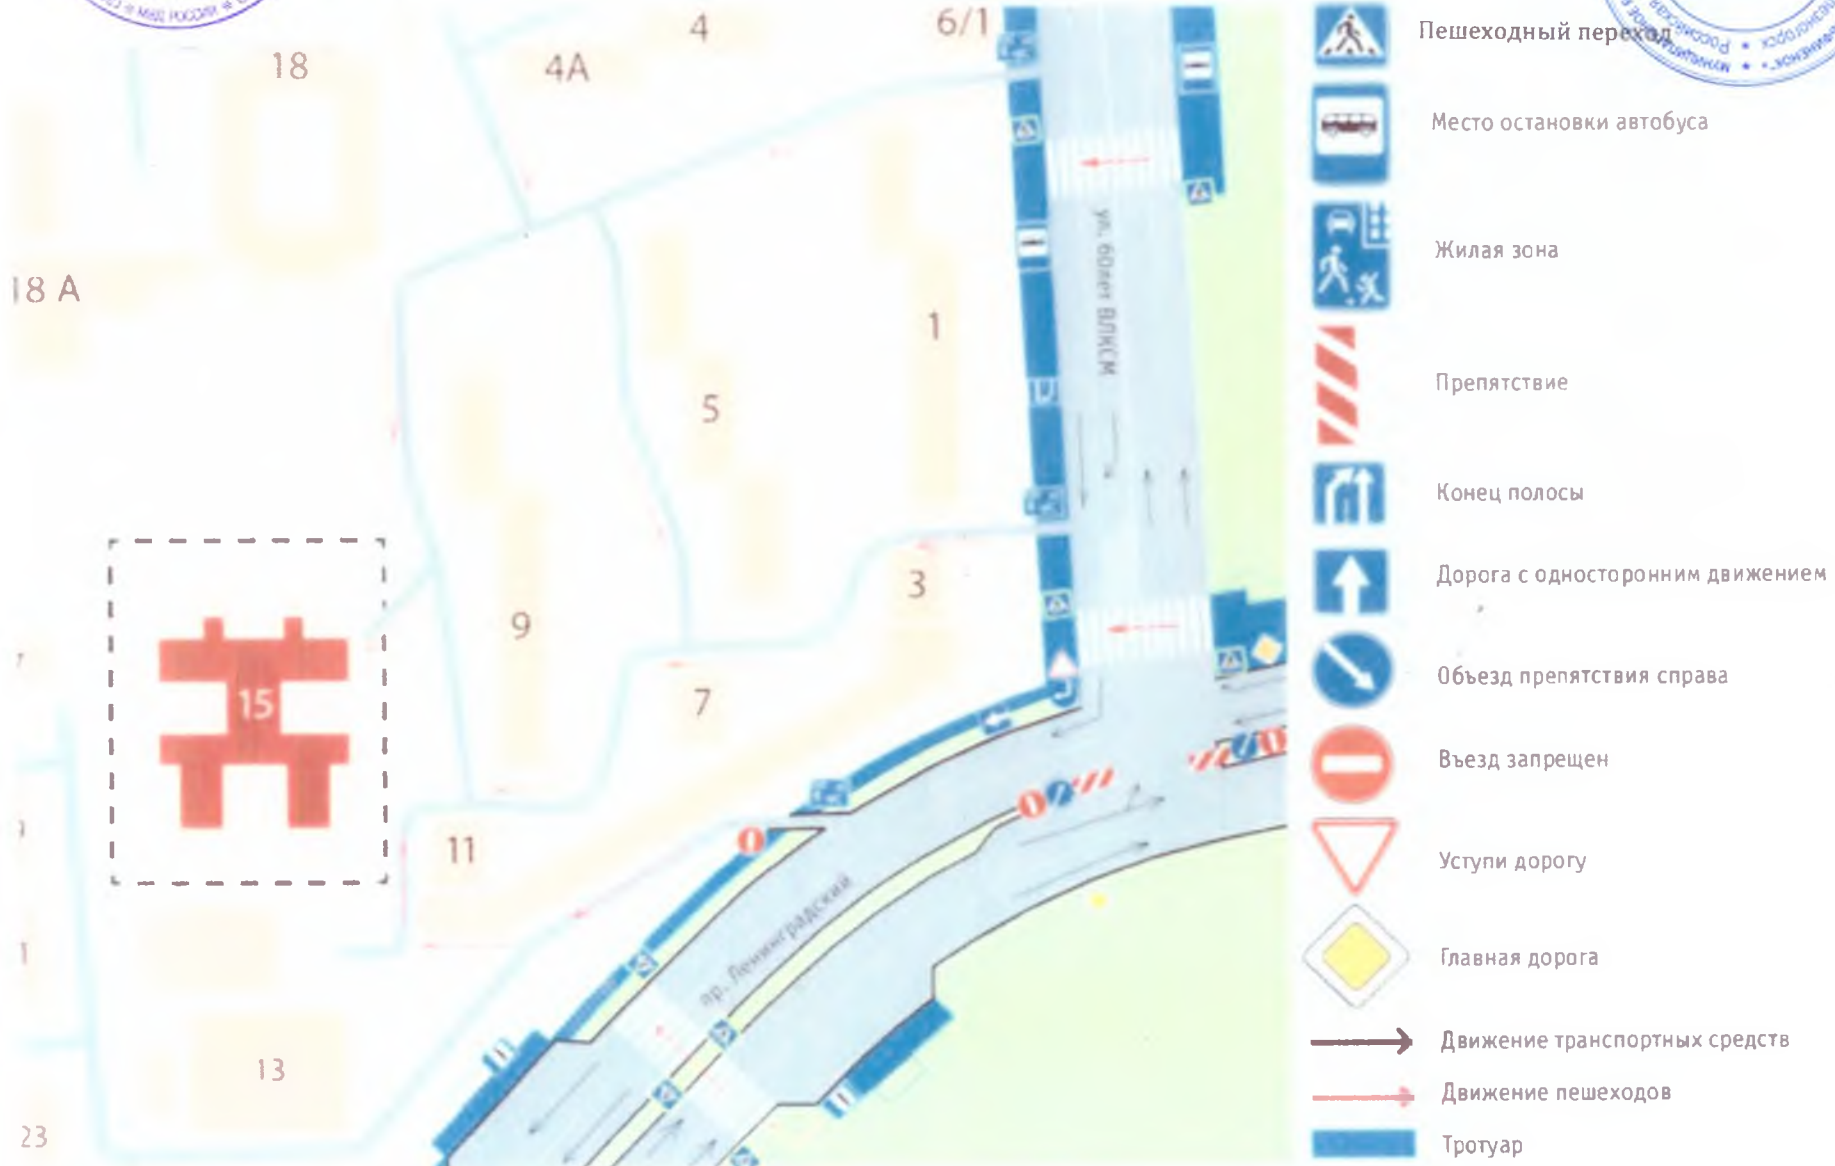 МВД РОССИИ
18
4А
4
6/1
18 А
1
5
3
9
7
15
11
13
23
ул. 60лет ВЛКСМ
пр. Ленинградский
Пешеходный переход
Место остановки автобуса
Жилая зона
Препятствие
Конец полосы
Дорога с односторонним движением
Объезд препятствия справа
Въезд запрещен
Уступи дорогу
Главная дорога
Движение транспортных средств
Движение пешеходов
Тротуар